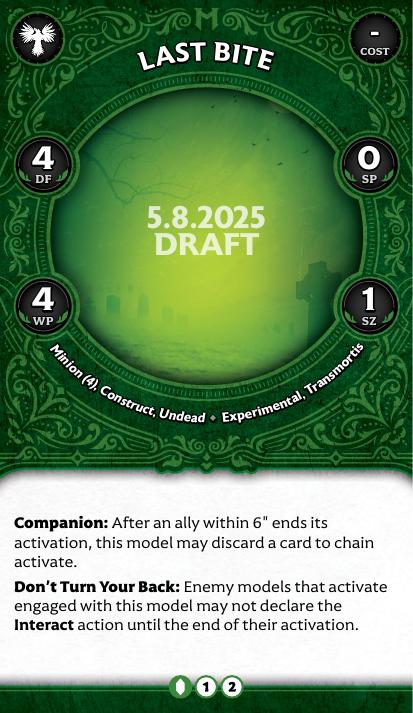 LAST BITE
-
COST
4
DF
0
SP
5.8.2025
DRAFT
4
WP
1
SZ
Minion (4), Construct, Undead • Experimental, Transmortis
Companion: After an ally within 6" ends its
activation, this model may discard a card to chain
activate.
Don't Turn Your Back: Enemy models that activate
engaged with this model may not declare the
Interact action until the end of their activation.
1 2